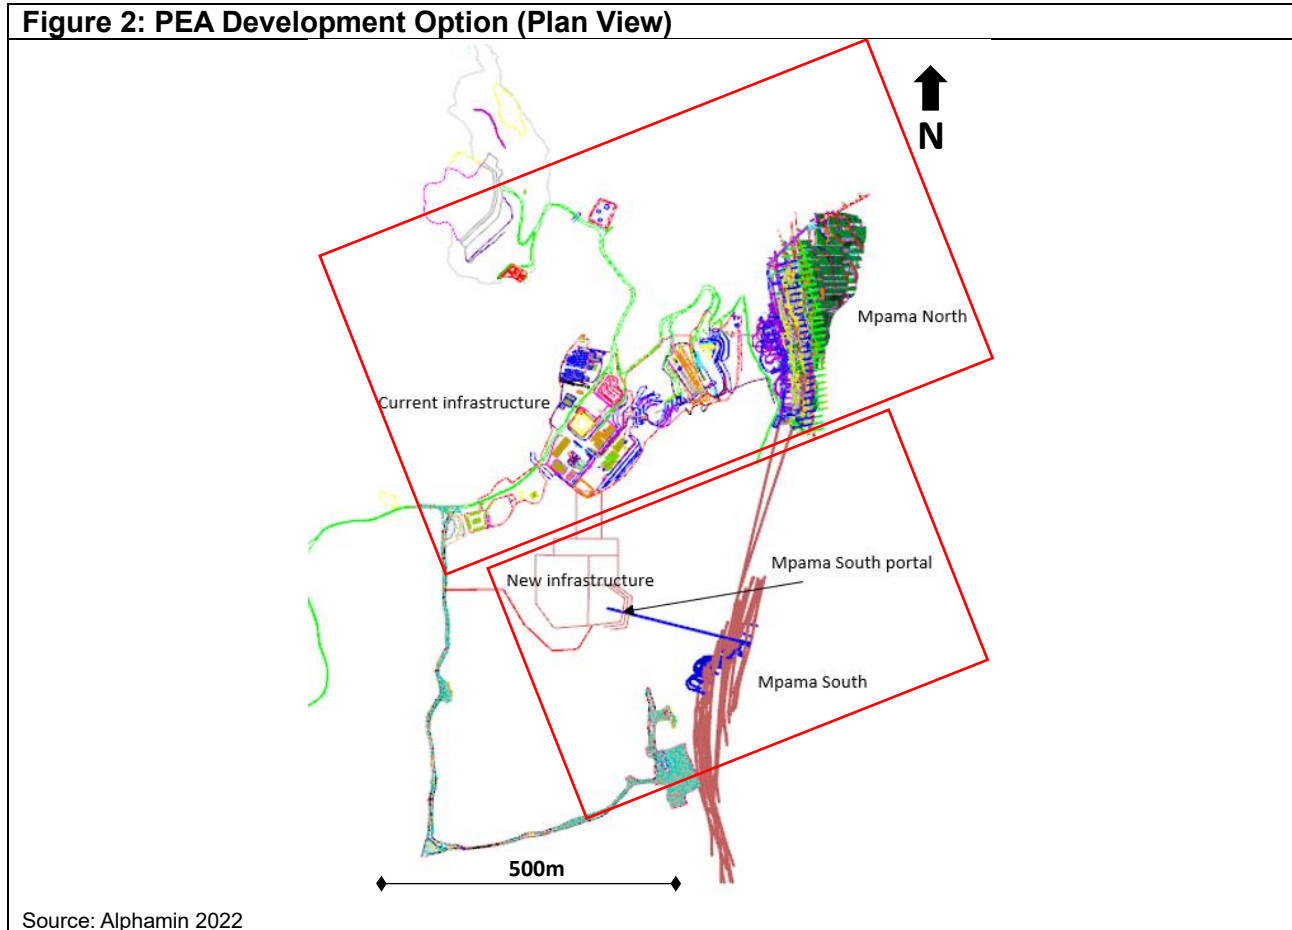 Figure 2: PEA Development Option (Plan View)
N
Mpama North
Current infrastructure
Mpama South portal
New infrastructure
Mpama South
500m
Source: Alphamin 2022